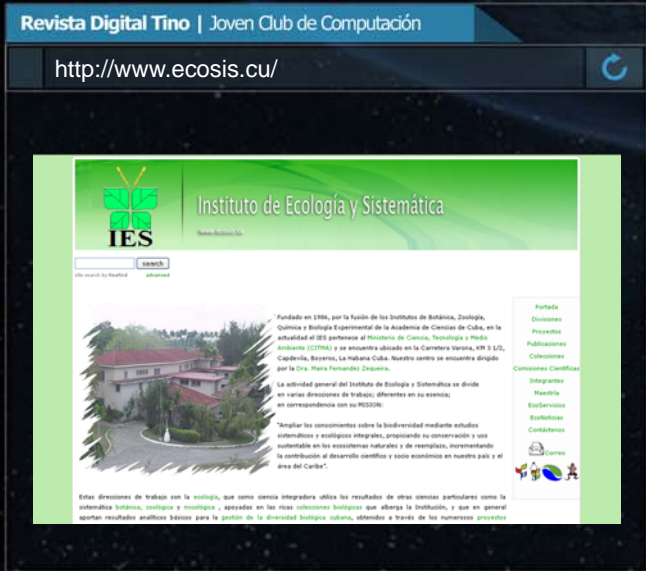 Revista Digital Tino | Joven Club de Computación
http://www.ecosis.cu/
IES
Instituto de Ecología y Sistemática
search
site search by freefind advanced
Fundado en 1986, por la fusión de los Institutos de Botánica, Zoología,
Química y Biología Experimental de la Academia de Ciencias de Cuba, en la
actualidad el IES pertenece al Ministerio de Ciencia, Tecnología y Medio
Ambiente (CITMA) y se encuentra ubicado en la Carretera Varona, KM 3 1/2,
Capdevila, Boyeros, La Habana Cuba. Nuestro centro se encuentra dirigido
por la Dra. Maira Fernandez Zequeira.
La actividad general del Instituto de Ecología y Sistemática se divide
en varias direcciones de trabajo; diferentes en su esencia;
en correspondencia con su MISION:
"Ampliar los conocimientos sobre la biodiversidad mediante estudios
sistemáticos y ecológicos integrales, propiciando su conservación y uso
sustentable en los ecosistemas naturales y de reemplazo, incrementando
la contribución al desarrollo científico y socio económico en nuestro país y el
área del Caribe".
Portada
Divisiones
Proyectos
Publicaciones
Colecciones
Comisiones Científicas
Integrantes
Maestría
EcoServicios
EcoNoticias
Contáctenos
Correo
Estas direcciones de trabajo son la ecología, que como ciencia integradora utiliza los resultados de otras ciencias particulares como la
sistemática botánica, zoológica y micológica , apoyadas en las ricas colecciones biológicas que alberga la Institución, y que en general
aportan resultados analíticos básicos para la gestión de la diversidad biológica cubana, obtenidos a través de los numerosos proyectos